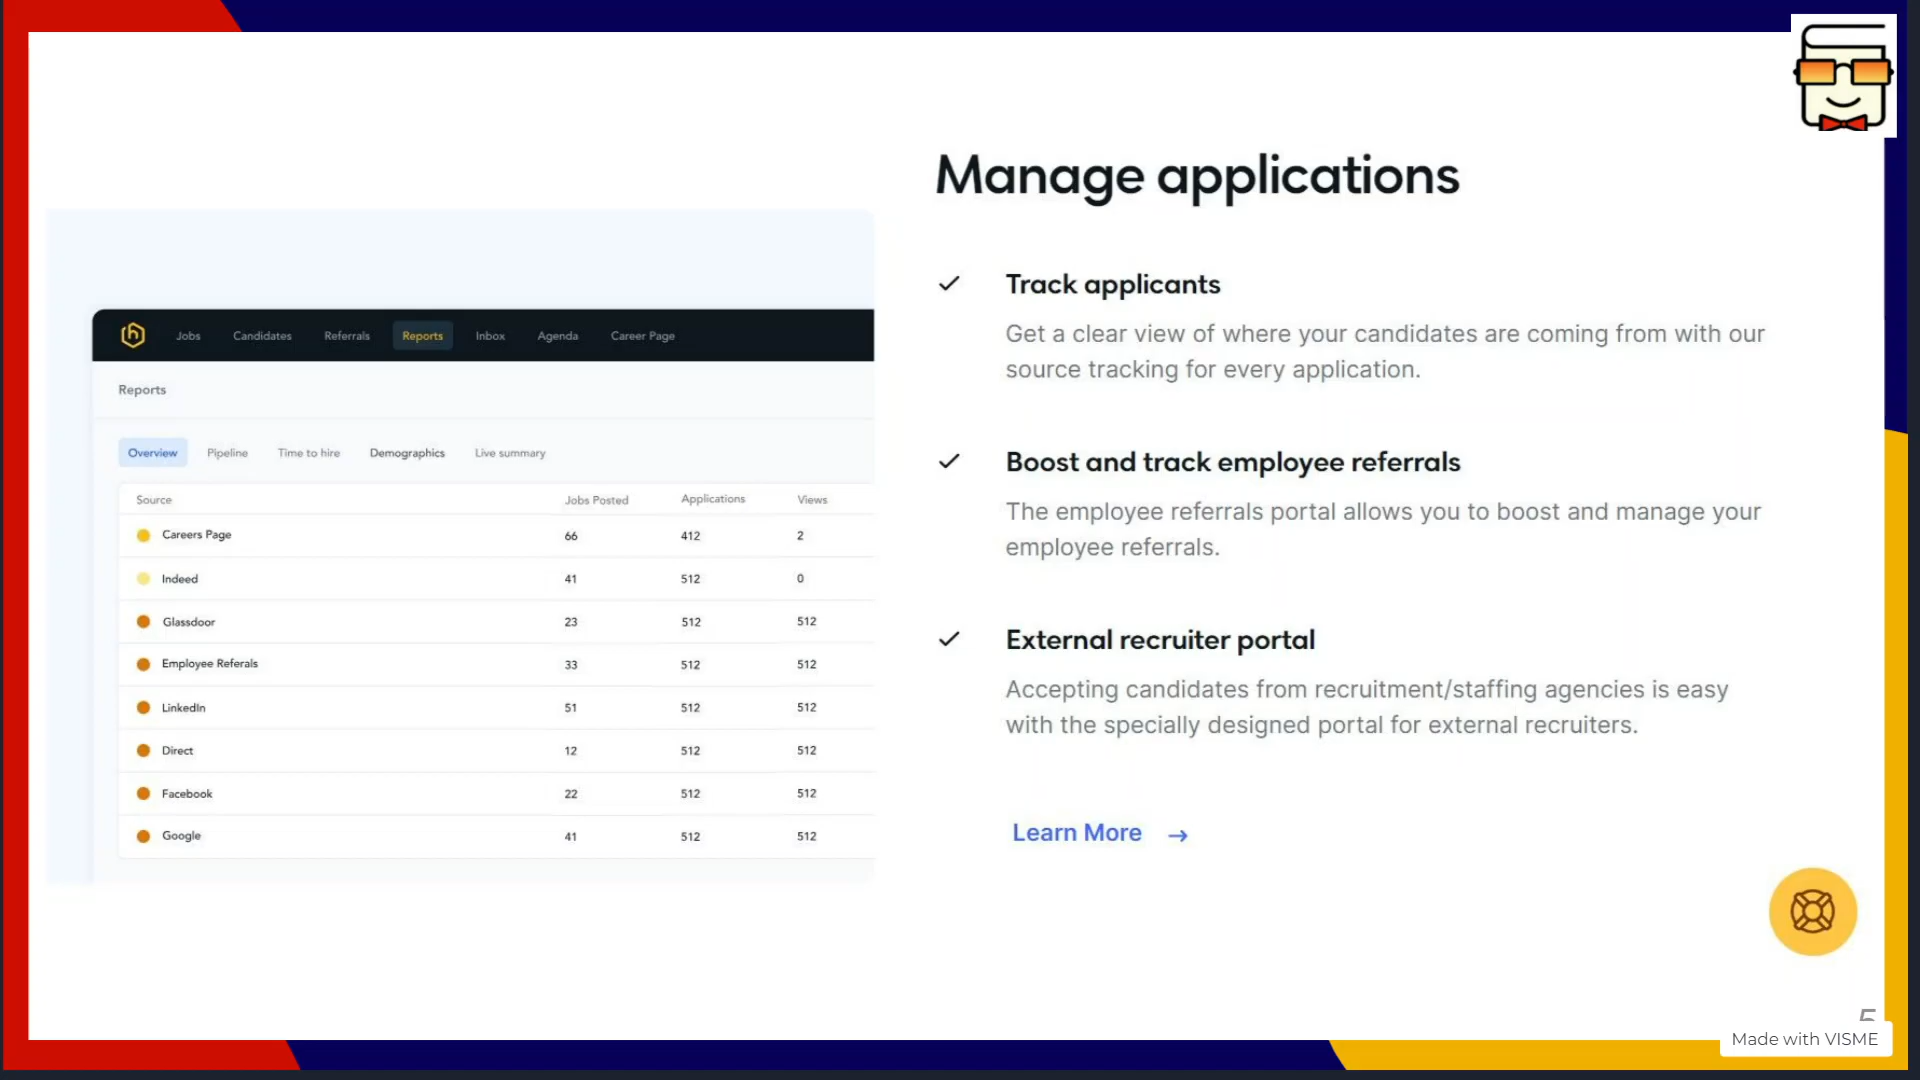 Manage applications
Track applicants
Get a clear view of where your candidates are coming from with our
source tracking for every application.
Boost and track employee referrals
The employee referrals portal allows you to boost and manage your
employee referrals.
External recruiter portal
Accepting candidates from recruitment/staffing agencies is easy
with the specially designed portal for external recruiters.
Learn More →
Jobs Candidates Referrals Reports Inbox Agenda Career Page
Reports
Overview Pipeline Time to hire Demographics Live summary
Source Jobs Posted Applications Views
Careers Page 66 412 2
Indeed 41 512 0
Glassdoor 23 512 512
Employee Referals 33 512 512
LinkedIn 51 512 512
Direct 12 512 512
Facebook 22 512 512
Google 41 512 512
5
Made with VISME